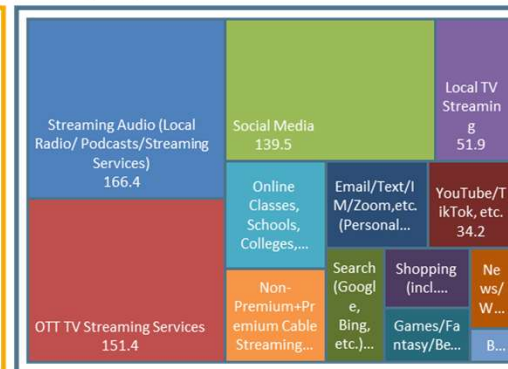 Streaming Audio (Local
Radio/ Podcasts/Streaming
Services)
166.4
OTT TV Streaming Services
151.4
Social Media
139.5
Local TV
Streamin
g
51.9
Online
Classes,
Schools,
Colleges,...
Email/Text/I
M/Zoom,etc.
(Personal...
YouTube/T
ikTok, etc.
34.2
Non-
Premium+Pr
emium Cable
Streaming...
Search
(Googl
e,
Bing,
etc.)...
Shopping
(incl....
Games/Fa
ntasy/Be...
Ne
ws/
W...
B...